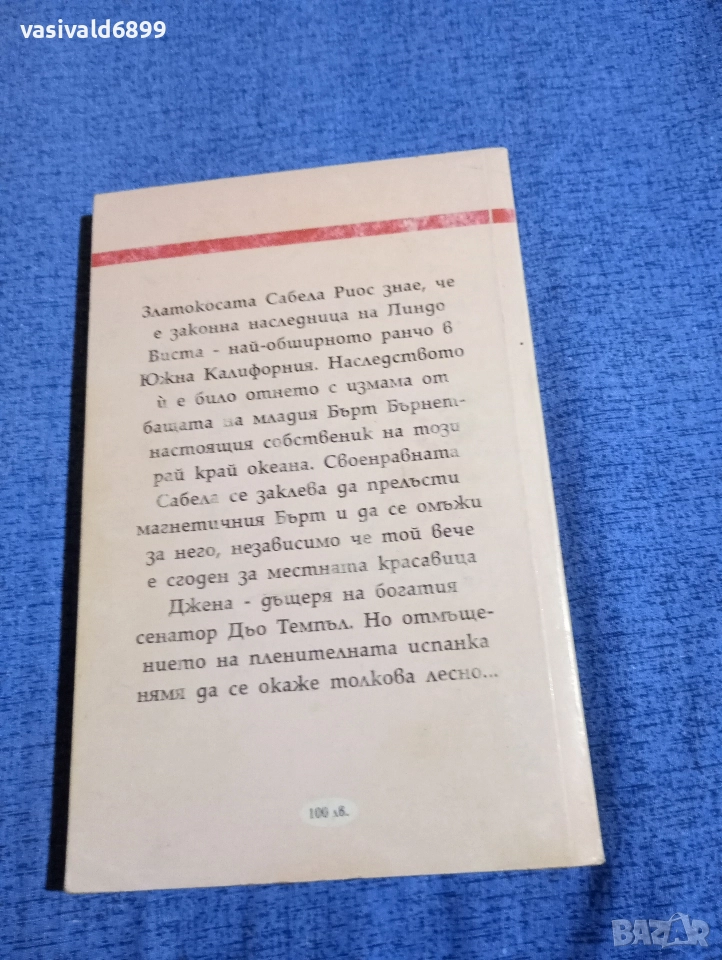 vasivald6899
Златокосата Сабела Риос знае, че
е законна наследница на Линдо
Виста - най-обширното ранчо в
Южна Калифорния. Наследството
ѝ е било отнето с измама от
бащата на младия Бърт Бърнет-
настоящия собственик на този
рай край океана. Своенравната
Сабела се заклева да прелъсти
магнетичния Бърт и да се омъжи
за него, независимо че той вече
е сгоден за местната красавица
Джена - дъщеря на богатия
сенатор Дьо Темпъл. Но отмъще-
нието на пленителната испанка
нямя да се окаже толкова лесно...
100 лв.
BAZAR